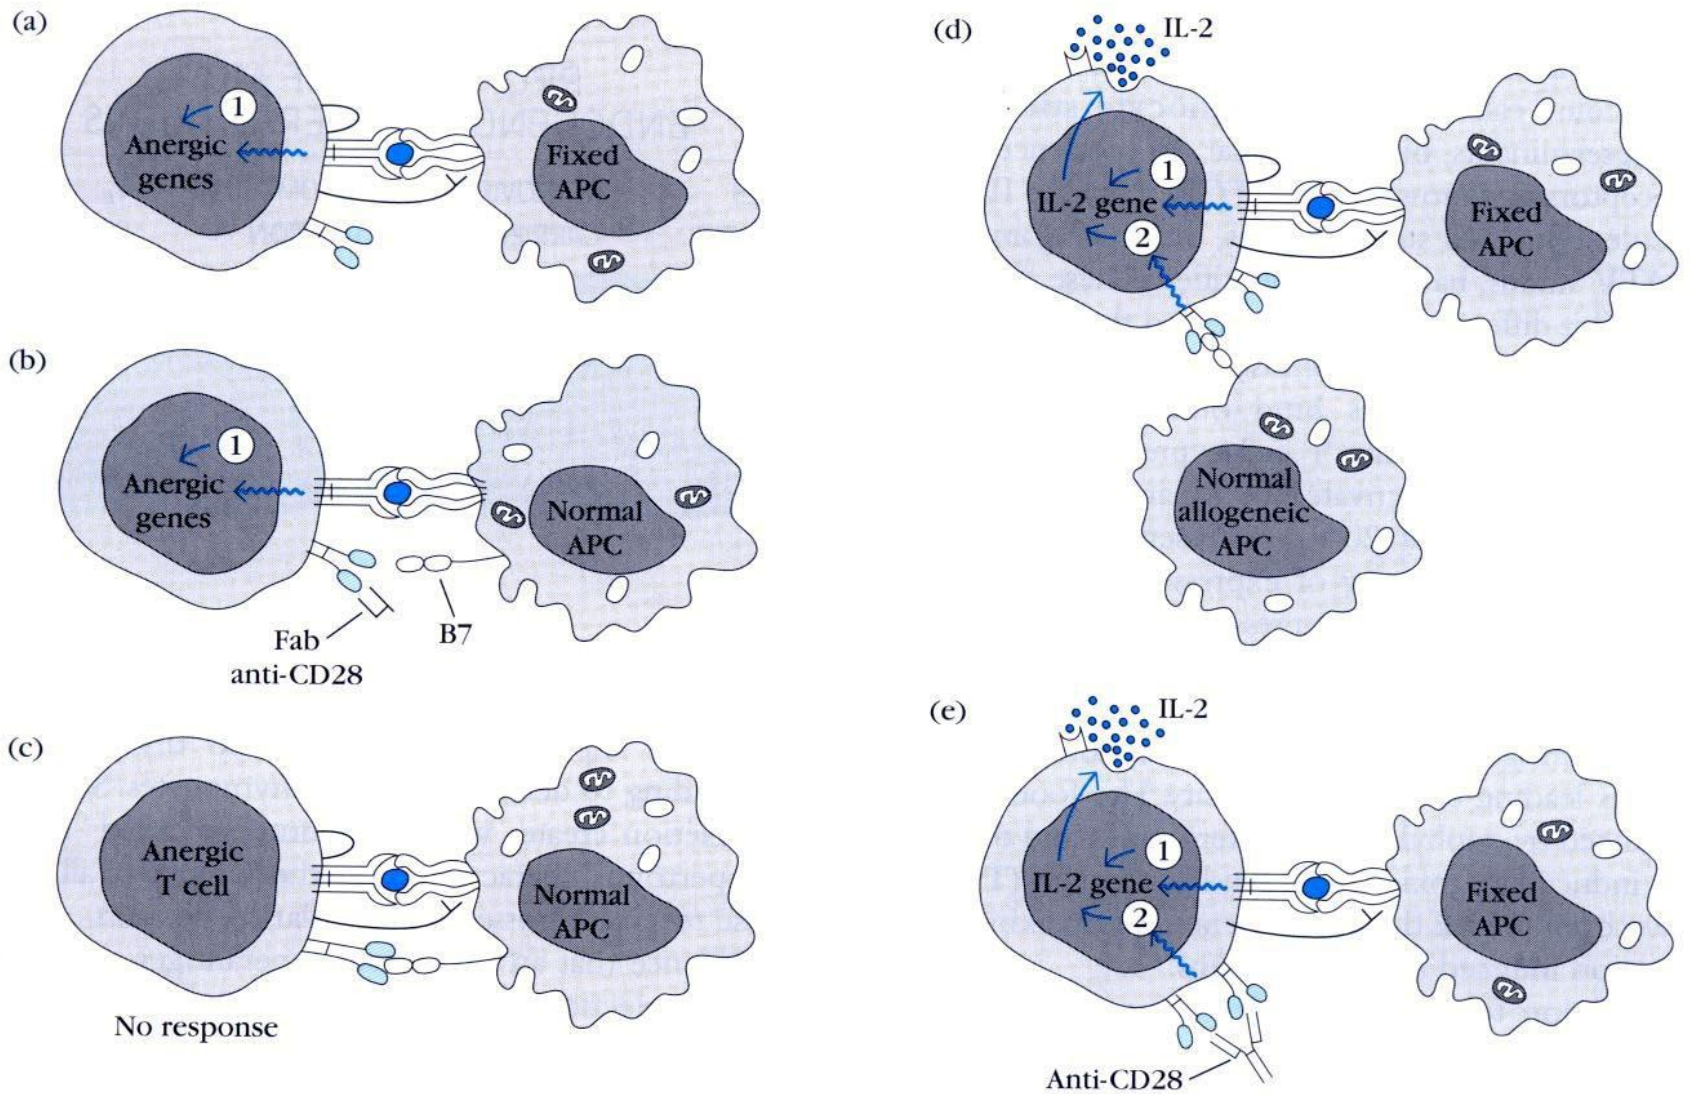 (a)
1
Anergic
genes
Fixed
APC
(b)
1
Anergic
genes
Normal
APC
Fab
anti-CD28
B7
(c)
Anergic
T cell
Normal
APC
No response
(d)
IL-2
1
IL-2 gene
2
Fixed
APC
Normal
allogeneic
APC
(e)
IL-2
1
IL-2 gene
2
Fixed
APC
Anti-CD28